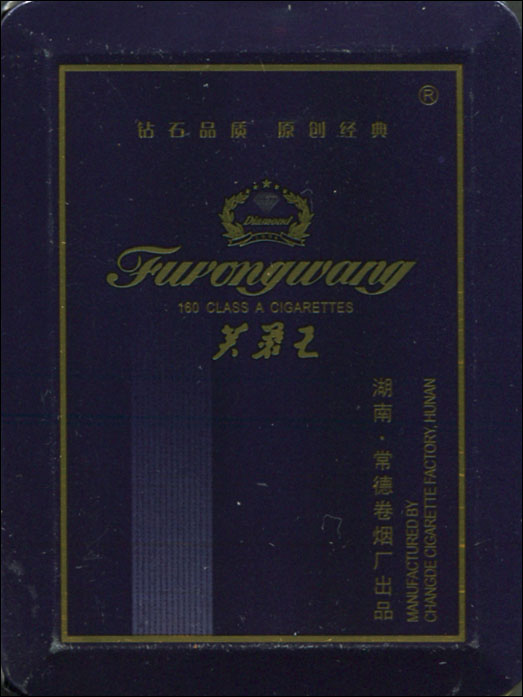 ®
钻石品质 原创经典
Diamond
Furongwang
160 CLASS A CIGARETTES
芙蓉王
湖南·常德卷烟厂出品
MANUFACTURED BY
CHANGDE CIGARETTE FACTORY, HUNAN